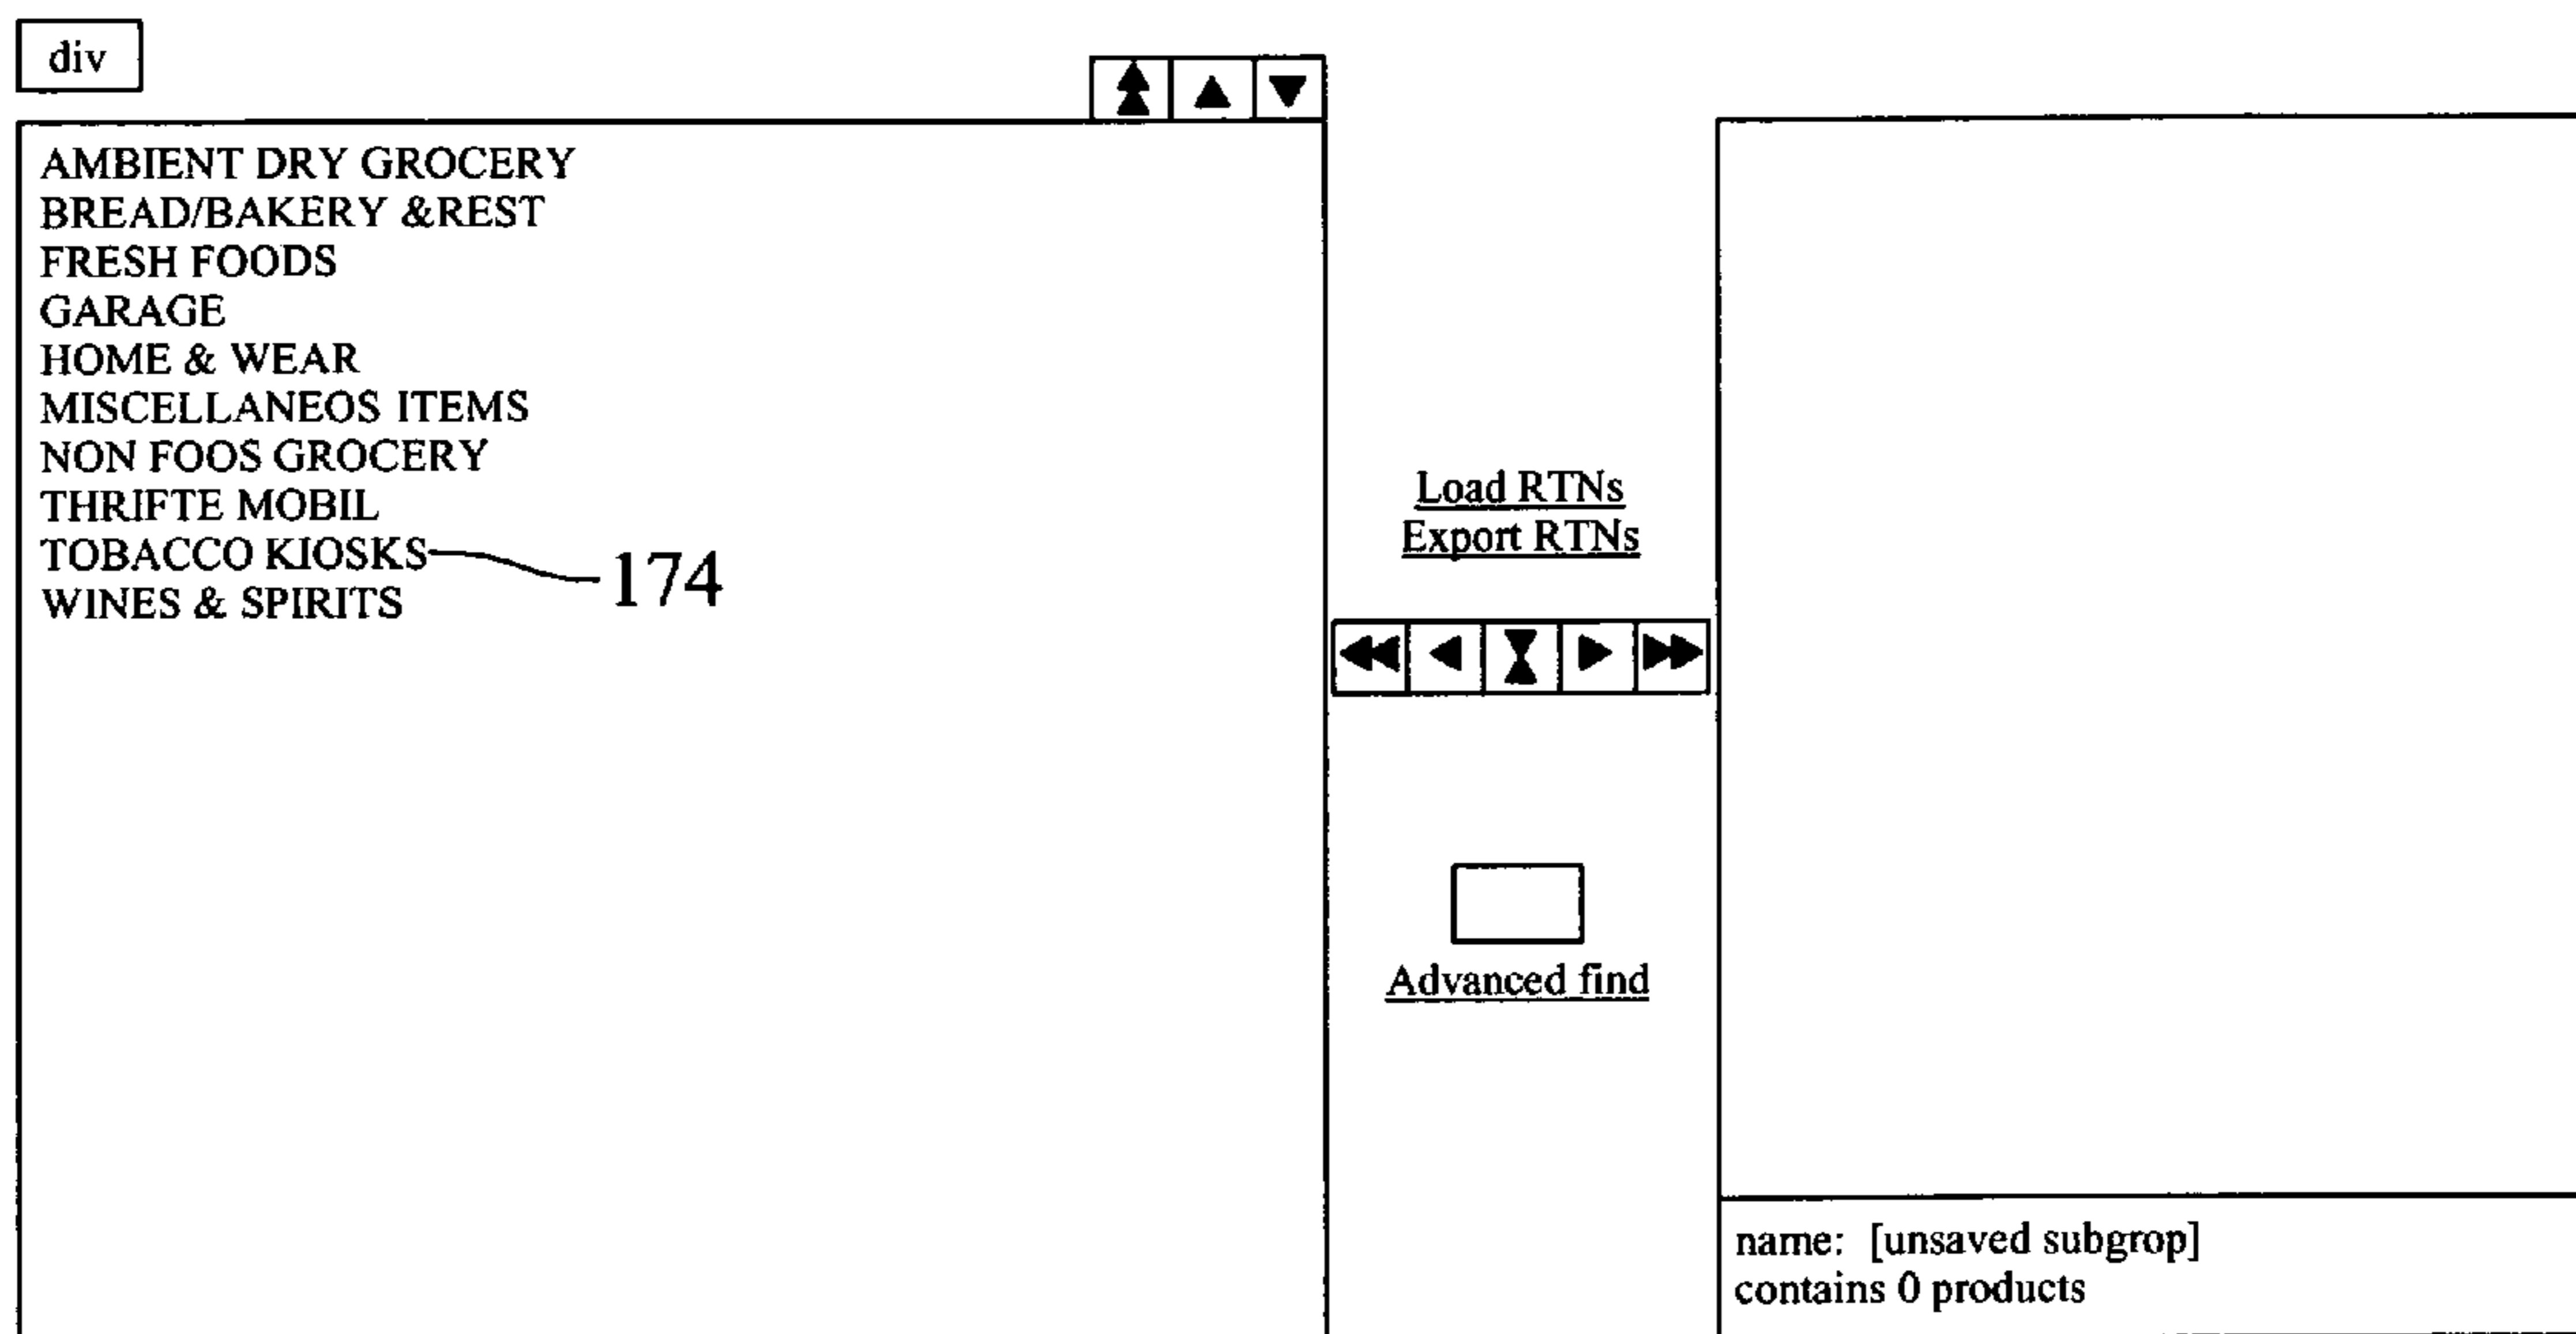 div
AMBIENT DRY GROCERY
BREAD/BAKERY &REST
FRESH FOODS
GARAGE
HOME & WEAR
MISCELLANEOS ITEMS
NON FOOS GROCERY
THRIFTE MOBIL
TOBACCO KIOSKS
174
WINES & SPIRITS
Load RTNs
Export RTNs
Advanced find
name: [unsaved subgrop]
contains 0 products